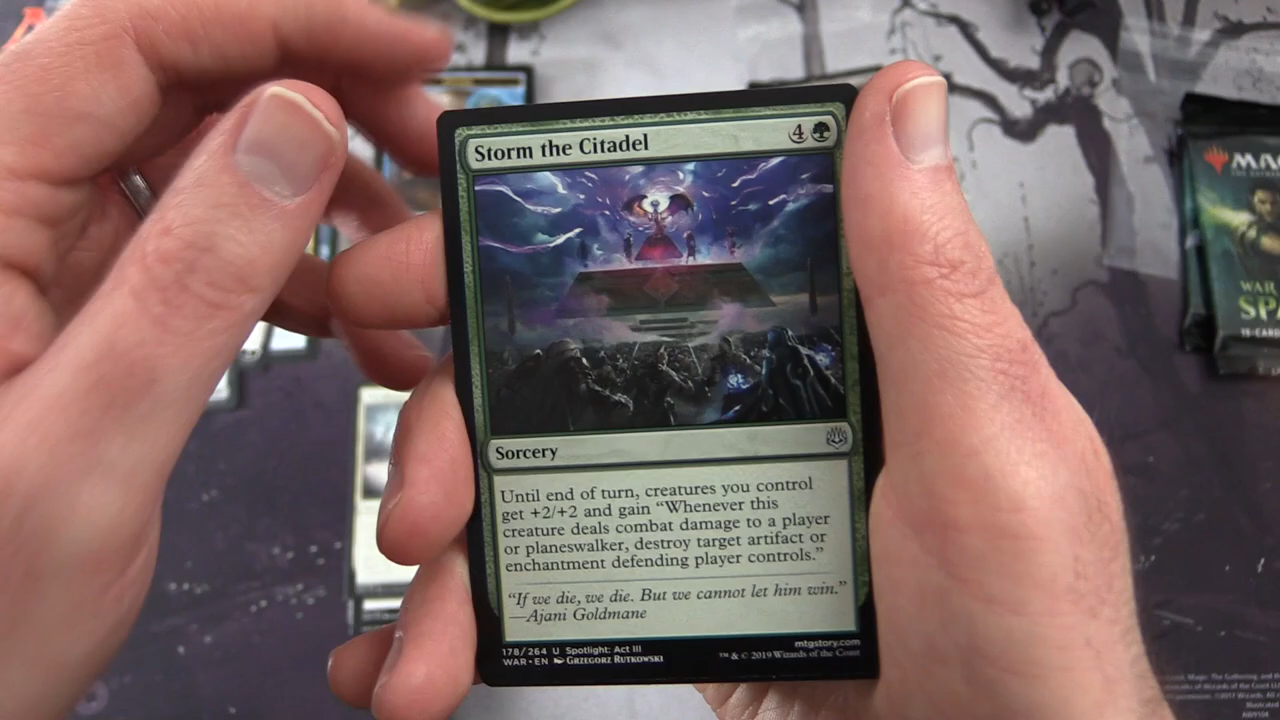 Storm the Citadel
4
Sorcery
Until end of turn, creatures you control
get +2/+2 and gain “Whenever this
creature deals combat damage to a player
or planeswalker, destroy target artifact or
enchantment defending player controls.”
“If we die, we die. But we cannot let him win.”
—Ajani Goldmane
178/264 U Spotlight: Act III
WAR • EN Grzegorz Rutkowski
mtgstory.com
™ & © 2019 Wizards of the Coast
MAG
WAR
SPA
15-CARD